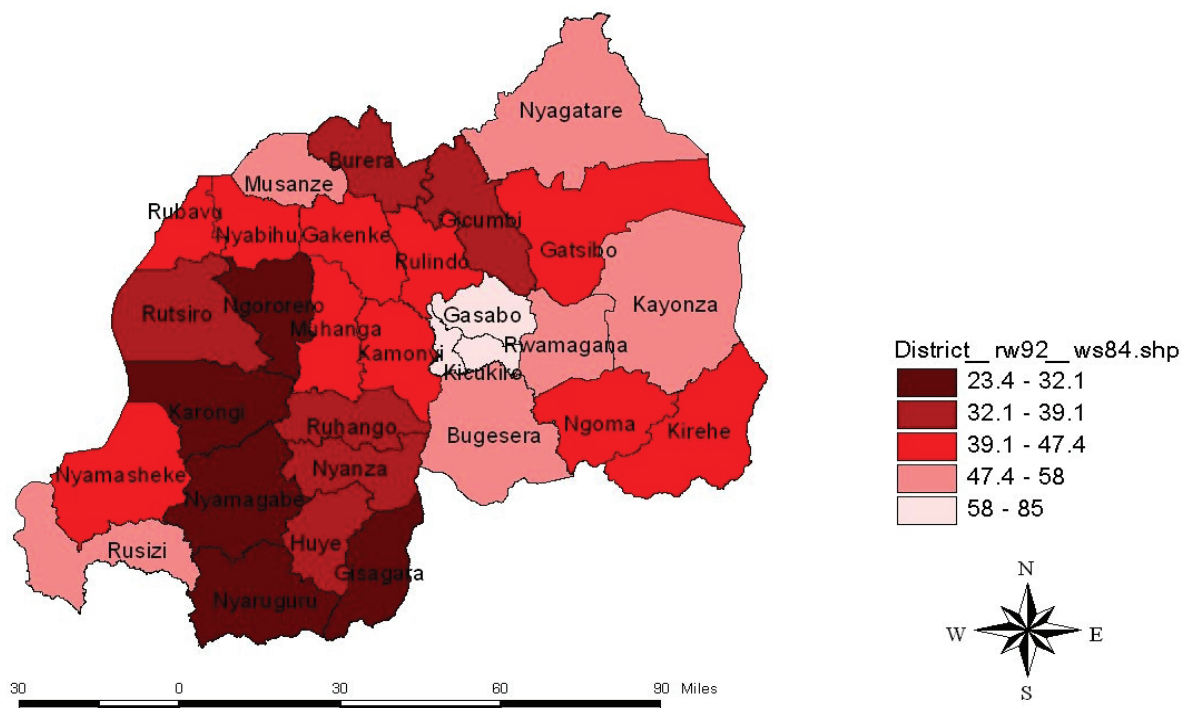 Nyagatare
Burera
Musanze
Rubavu
Nyabihu
Gakenke
Gicumbi
Rulindo
Gatsibo
Ngororero
Rutsiro
Muhanga
Kamonyi
Gasabo
Kayonza
Rwamagana
Kicukiro
Karongi
Ruhango
Bugesera
Ngoma
Kirehe
Nyamasheke
Nyanza
Nyamagabe
Huye
Rusizi
Gisagara
Nyaruguru
District__rw92__ws84.shp
23.4 - 32.1
32.1 - 39.1
39.1 - 47.4
47.4 - 58
58 - 85
N
W E
S
30 0 30 60 90 Miles